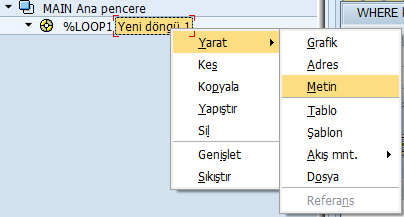 MAIN Ana pencere
WHERE
%LOOP1 Yeni döngü 1
Yarat
Kes
Kopyala
Yapıştır
Sil
Genişlet
Sıkıştır
Grafik
Adres
Metin
Tablo
Şablon
Akış mnt.
Dosya
Referans